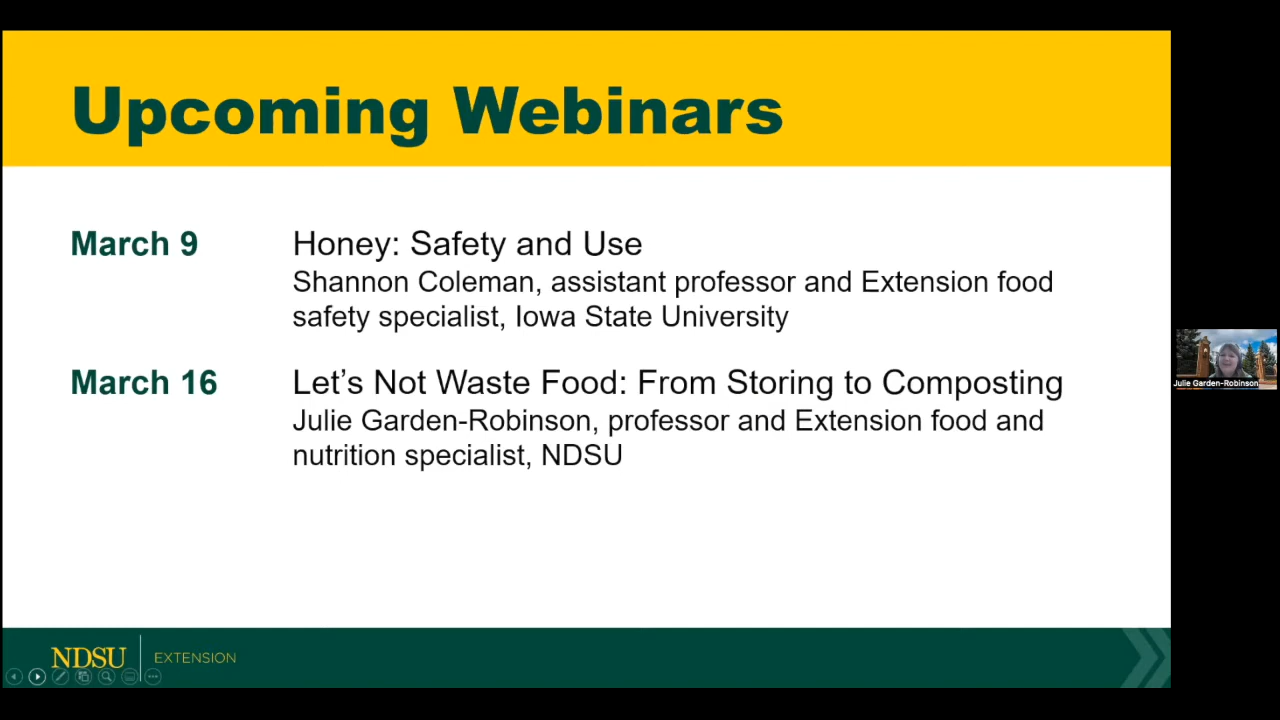 Upcoming Webinars
March 9
Honey: Safety and Use
Shannon Coleman, assistant professor and Extension food
safety specialist, Iowa State University
March 16
Let’s Not Waste Food: From Storing to Composting
Julie Garden-Robinson, professor and Extension food and
nutrition specialist, NDSU
Julie Garden-Robinson
NDSU
EXTENSION